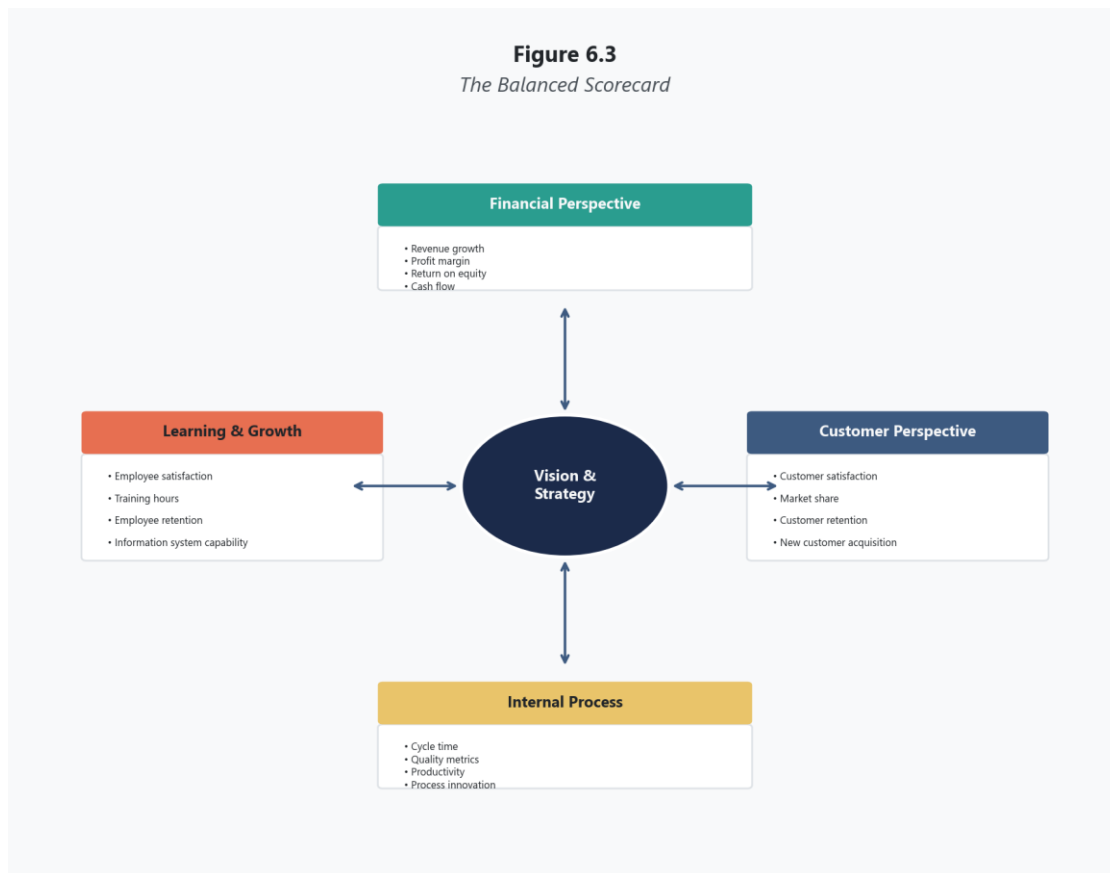 Figure 6.3
The Balanced Scorecard
Financial Perspective
• Revenue growth
• Profit margin
• Return on equity
• Cash flow
Learning & Growth
• Employee satisfaction
• Training hours
• Employee retention
• Information system capability
Vision &
Strategy
Customer Perspective
• Customer satisfaction
• Market share
• Customer retention
• New customer acquisition
Internal Process
• Cycle time
• Quality metrics
• Productivity
• Process innovation